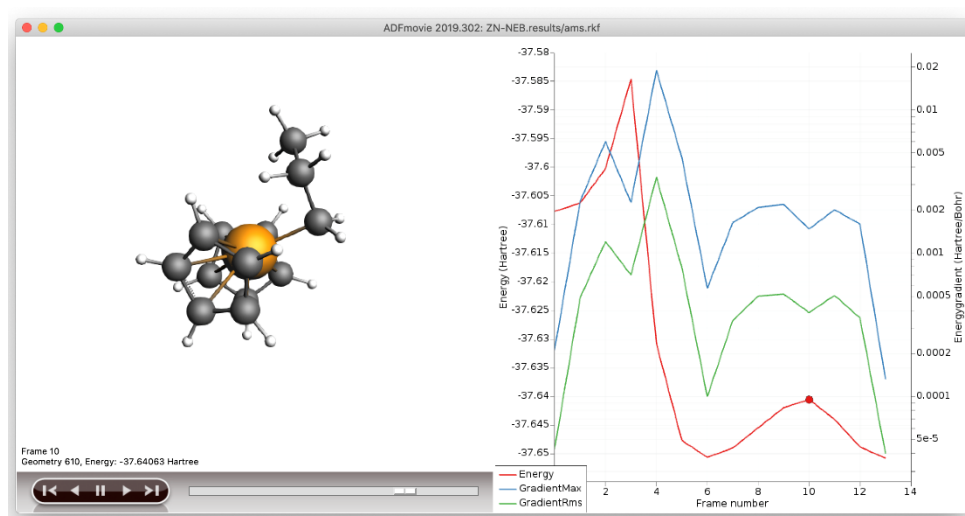 ADFmovie 2019.302: ZN-NEB.results/ams.rkf
Frame 10
Geometry 610, Energy: -37.64063 Hartree
Energy (Hartree)
-37.58
-37.585
-37.59
-37.595
-37.6
-37.605
-37.61
-37.615
-37.62
-37.625
-37.63
-37.635
-37.64
-37.645
-37.65
0.02
0.01
0.005
0.002
0.001
0.0005
0.0002
0.0001
5e-5
Energygradient (Hartree/Bohr)
2 4 6 8 10 12 14
Frame number
Energy
GradientMax
GradientRms